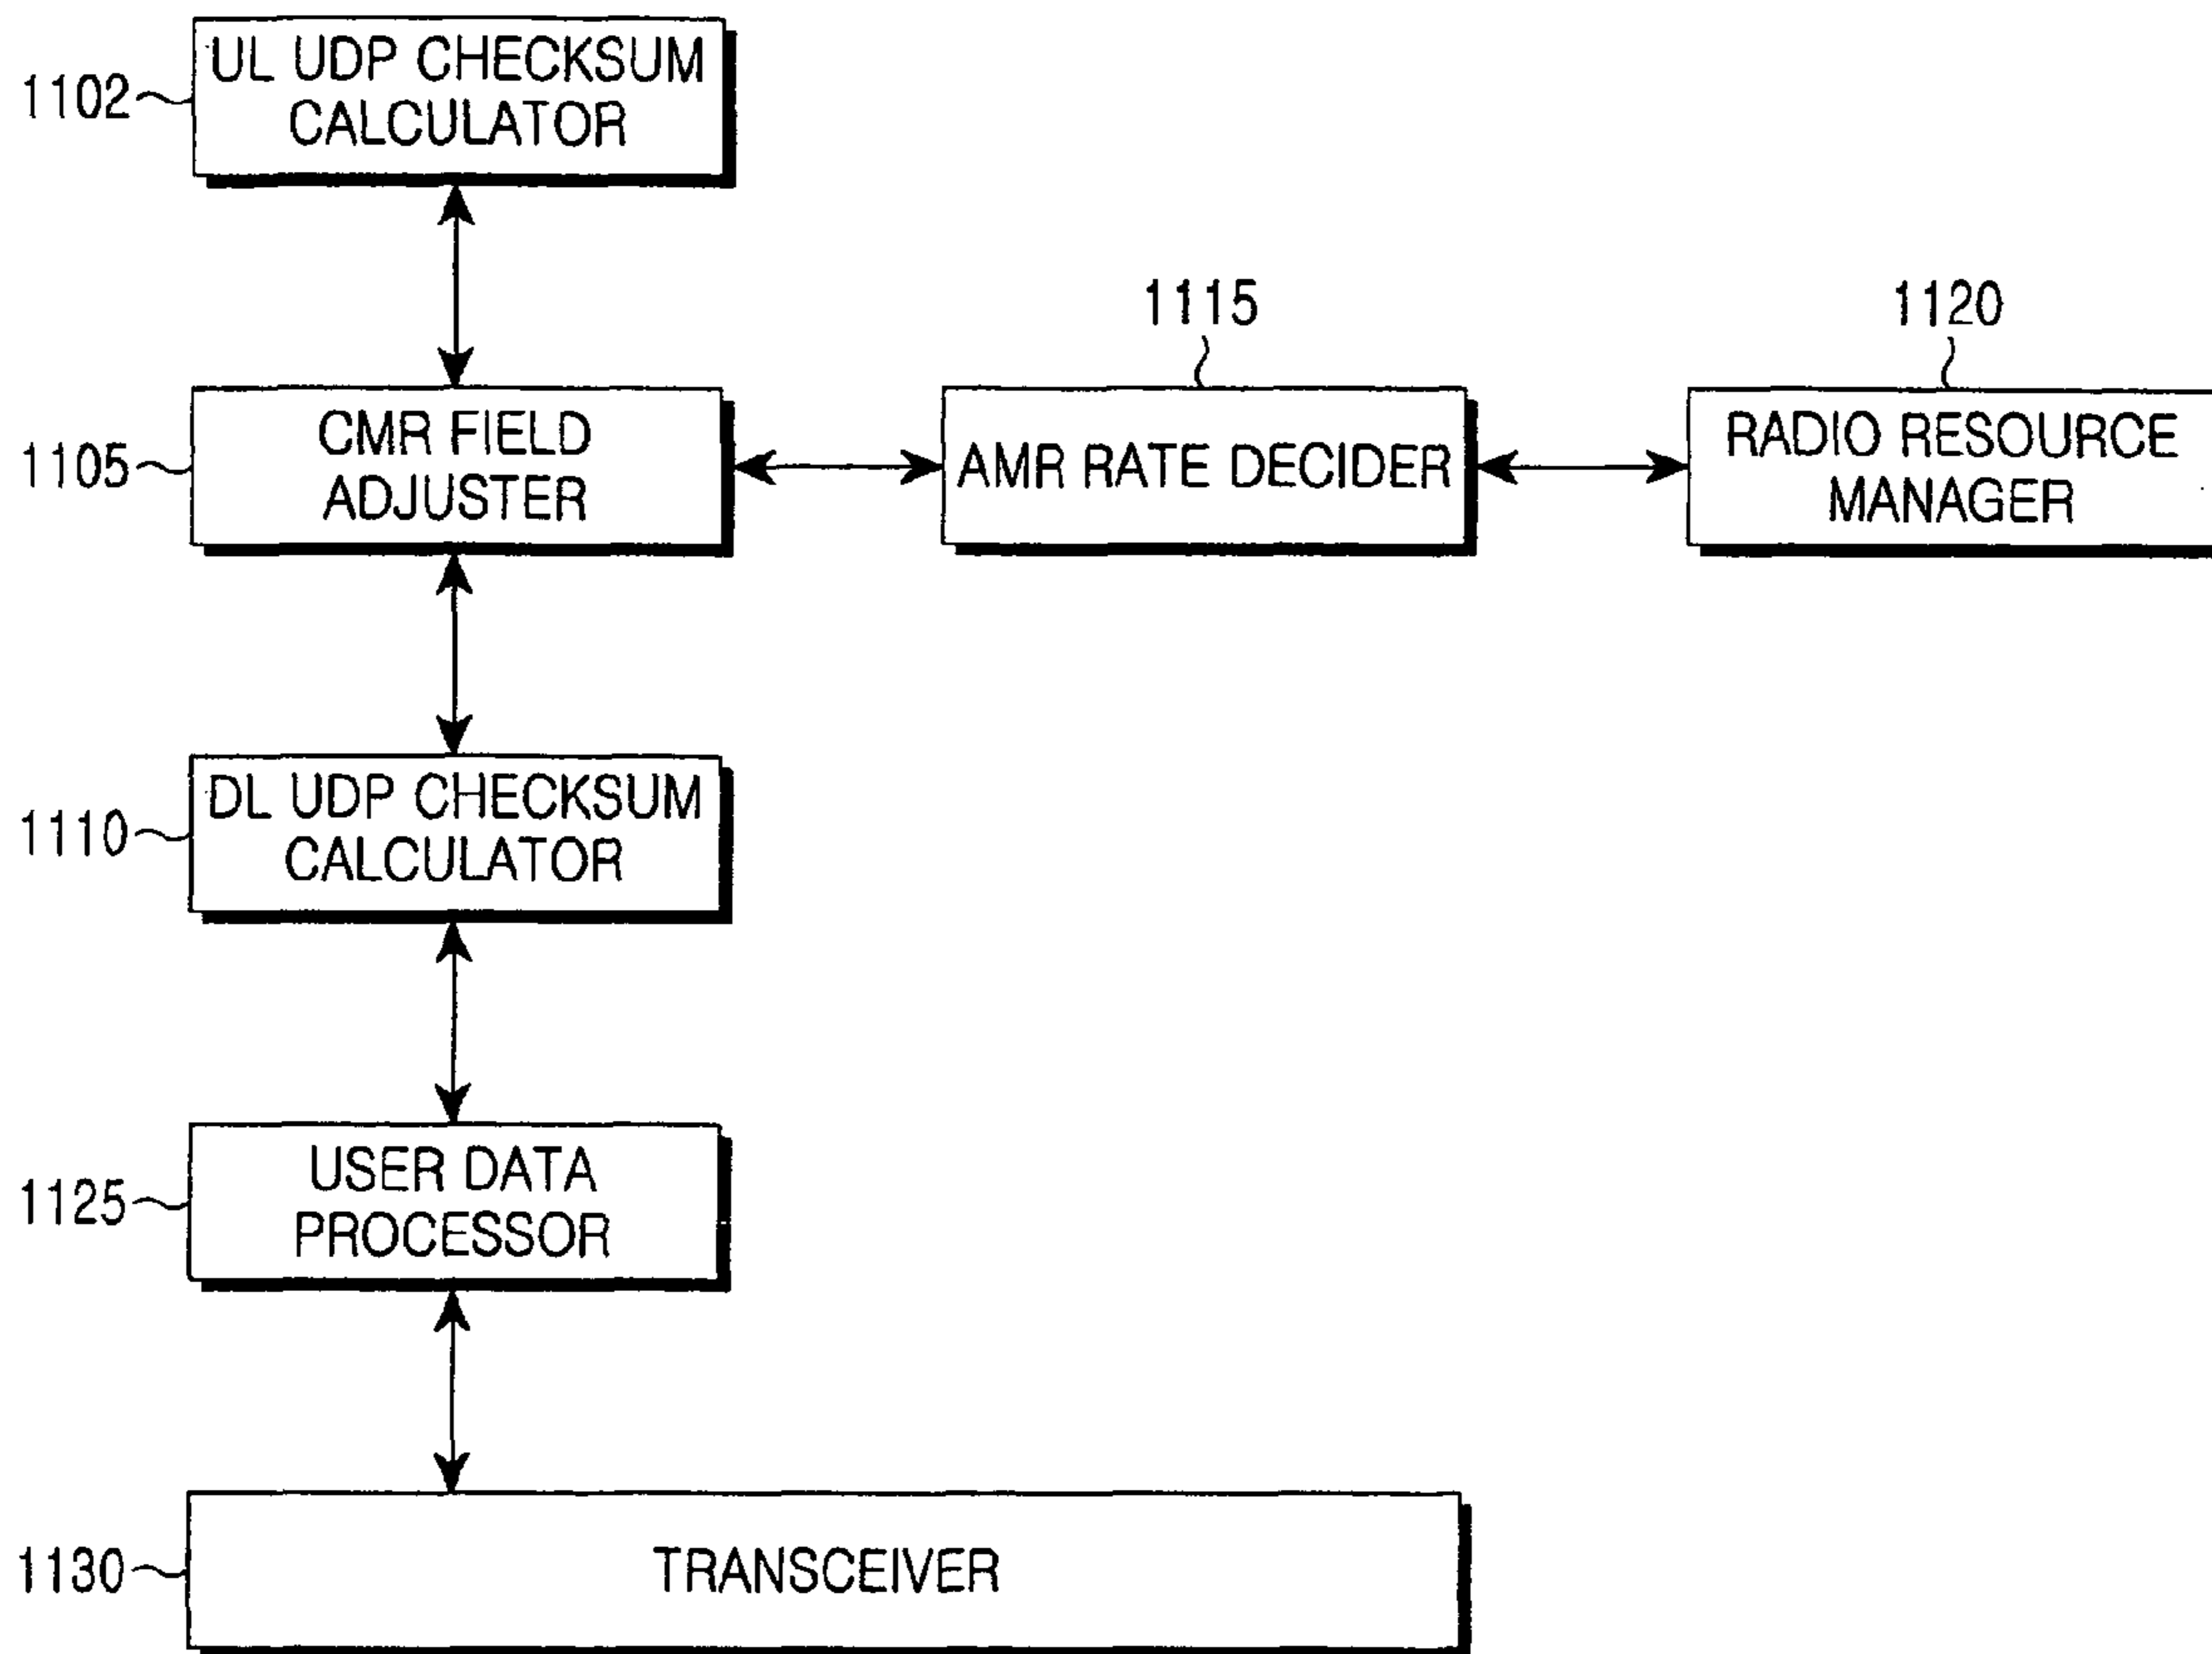 1102
UL UDP CHECKSUM
CALCULATOR
1105
CMR FIELD
ADJUSTER
1115
AMR RATE DECIDER
1120
RADIO RESOURCE
MANAGER
1110
DL UDP CHECKSUM
CALCULATOR
1125
USER DATA
PROCESSOR
1130
TRANSCEIVER